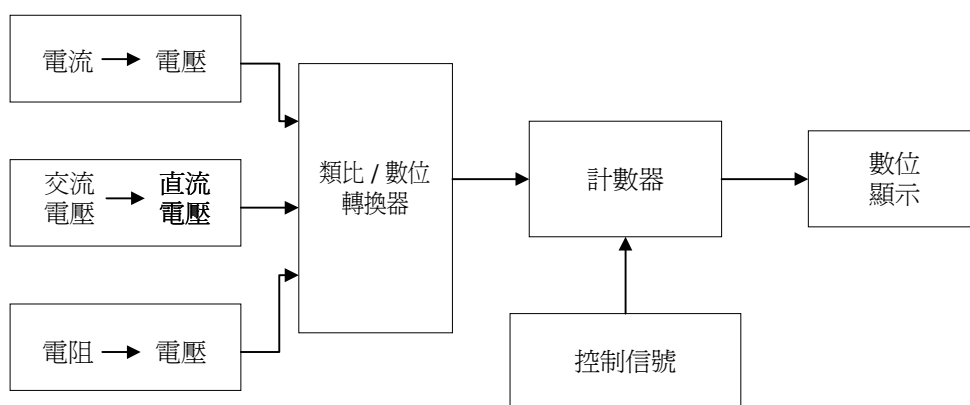 電流 → 電壓
交流 → 直流
電壓 電壓
電阻 → 電壓
類比 / 數位
轉換器
計數器
控制信號
數位
顯示